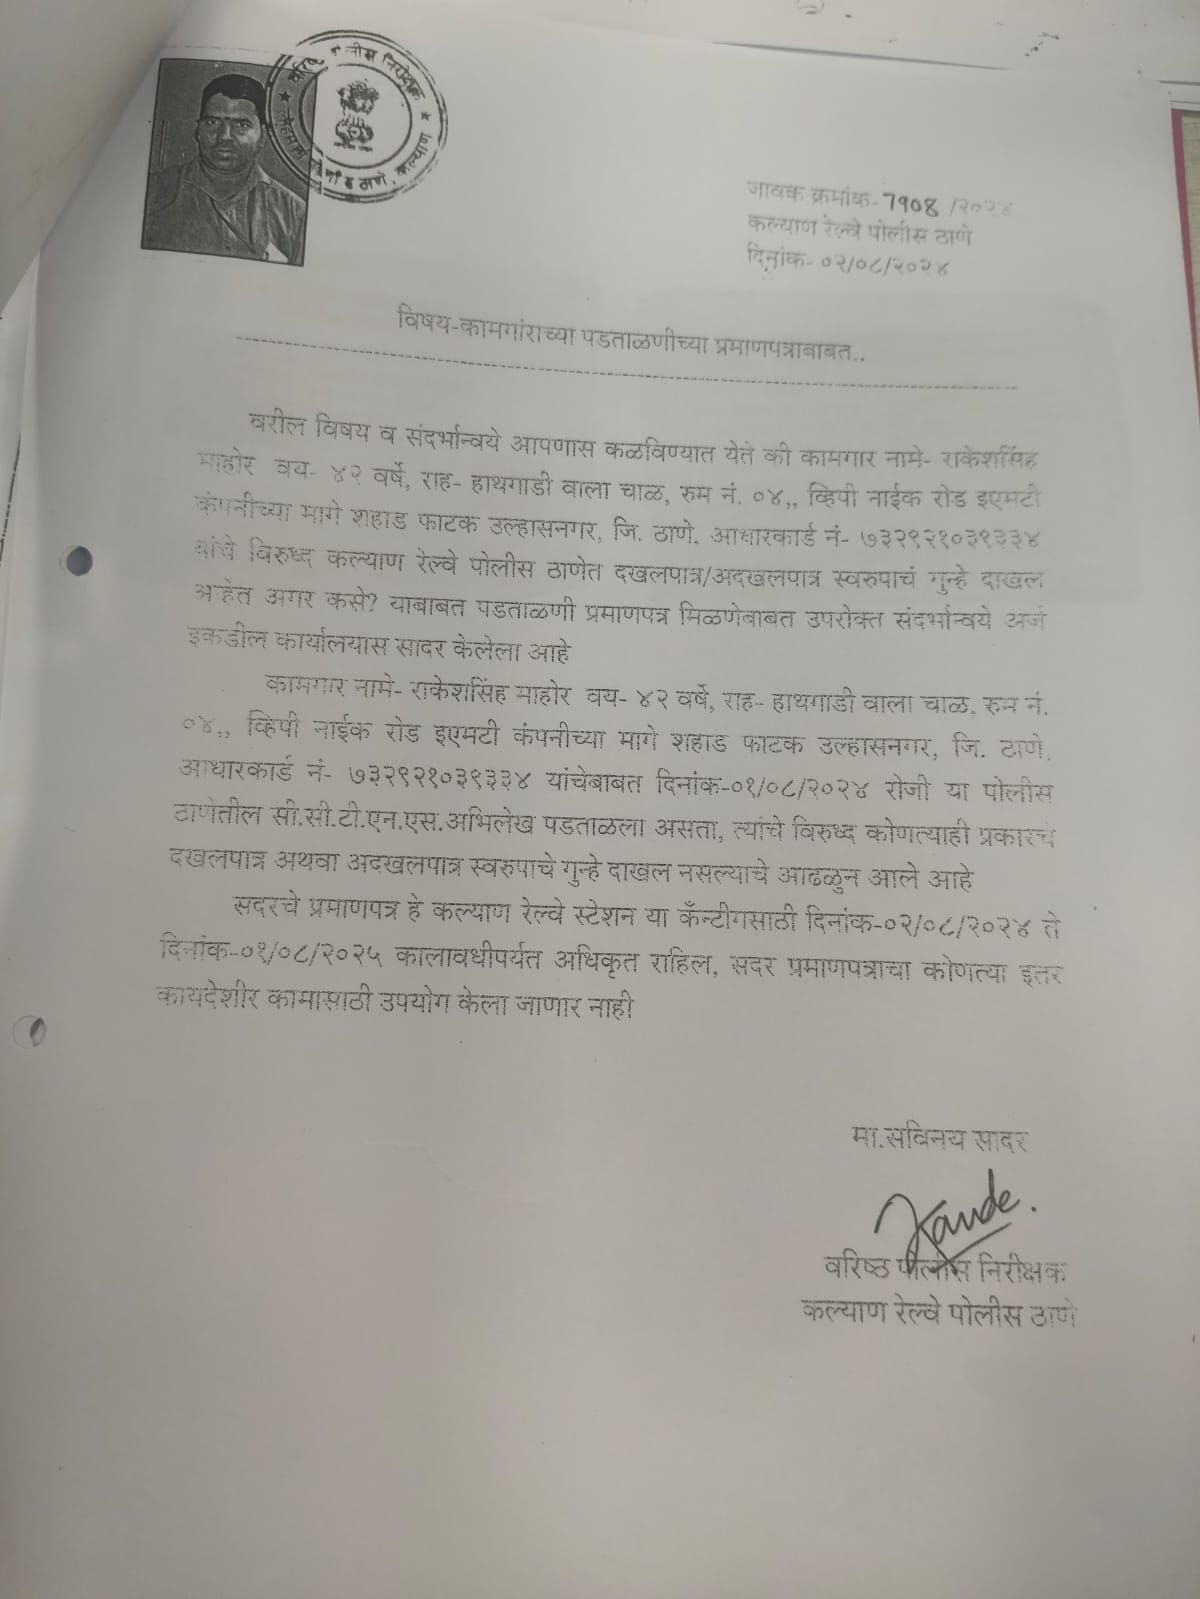 वरिष्ठ पोलीस निरीक्षक
लोहमार्ग पोलीस ठाणे, कल्याण
जावक क्रमांक- 7908 /२०२४
कल्याण रेल्वे पोलीस ठाणे
दिनांक- ०२/०८/२०२४
विषय-कामगांराच्या पडताळणीच्या प्रमाणपत्राबाबत..
वरील विषय व संदर्भान्वये आपणास कळविण्यात येते की कामगार नामे- राकेशसिंह
माहोर वय- ४२ वर्षे, राह- हाथगाडी वाला चाळ, रुम नं. ०४,, व्हिपी नाईक रोड इएमटी
कंपनीच्या मागे शहाड फाटक उल्हासनगर, जि. ठाणे. आधारकार्ड नं- ७३२९२१०३९३३४
यांचे विरुध्द कल्याण रेल्वे पोलीस ठाणेत दखलपात्र/अदखलपात्र स्वरुपाचं गुन्हे दाखल
आहेत अगर कसे? याबाबत पडताळणी प्रमाणपत्र मिळणेबाबत उपरोक्त संदर्भान्वये अर्ज
इकडील कार्यालयास सादर केलेला आहे
कामगार नामे- राकेशसिंह माहोर वय- ४२ वर्षे, राह- हाथगाडी वाला चाळ, रुम नं.
०४,, व्हिपी नाईक रोड इएमटी कंपनीच्या मागे शहाड फाटक उल्हासनगर, जि. ठाणे.
आधारकार्ड नं- ७३२९२१०३९३३४ यांचेबाबत दिनांक-०१/०८/२०२४ रोजी या पोलीस
ठाणेतील सी.सी.टी.एन.एस.अभिलेख पडताळला असता, त्यांचे विरुध्द कोणत्याही प्रकारचे
दखलपात्र अथवा अदखलपात्र स्वरुपाचे गुन्हे दाखल नसल्याचे आढळुन आले आहे
सदरचे प्रमाणपत्र हे कल्याण रेल्वे स्टेशन या कॅन्टीगसाठी दिनांक-०२/०८/२०२४ ते
दिनांक-०१/०८/२०२५ कालावधीपर्यत अधिकृत राहिल, सदर प्रमाणपत्राचा कोणत्या इतर
कायदेशीर कामासाठी उपयोग केला जाणार नाही
मा.सविनय सादर
वरिष्ठ पोलीस निरीक्षक
कल्याण रेल्वे पोलीस ठाणे